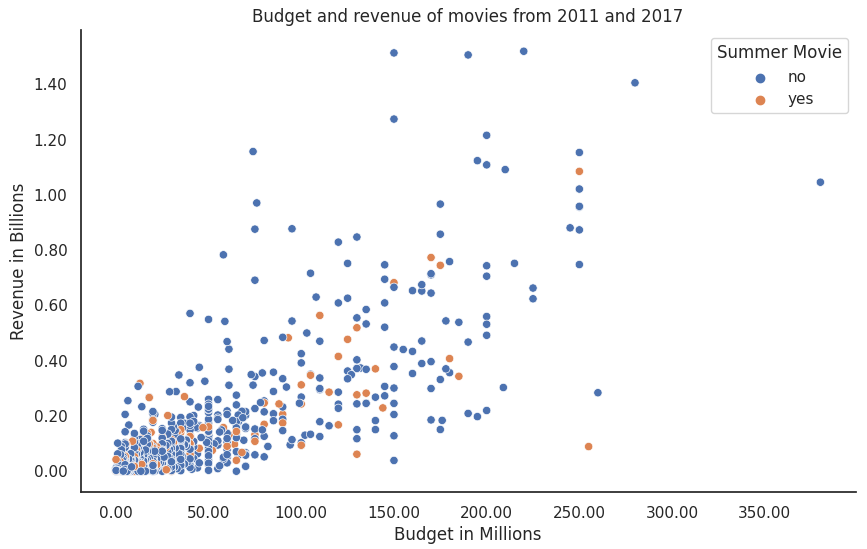 Budget and revenue of movies from 2011 and 2017
Summer Movie
no
yes
Revenue in Billions
1.40
1.20
1.00
0.80
0.60
0.40
0.20
0.00
0.00 50.00 100.00 150.00 200.00 250.00 300.00 350.00
Budget in Millions